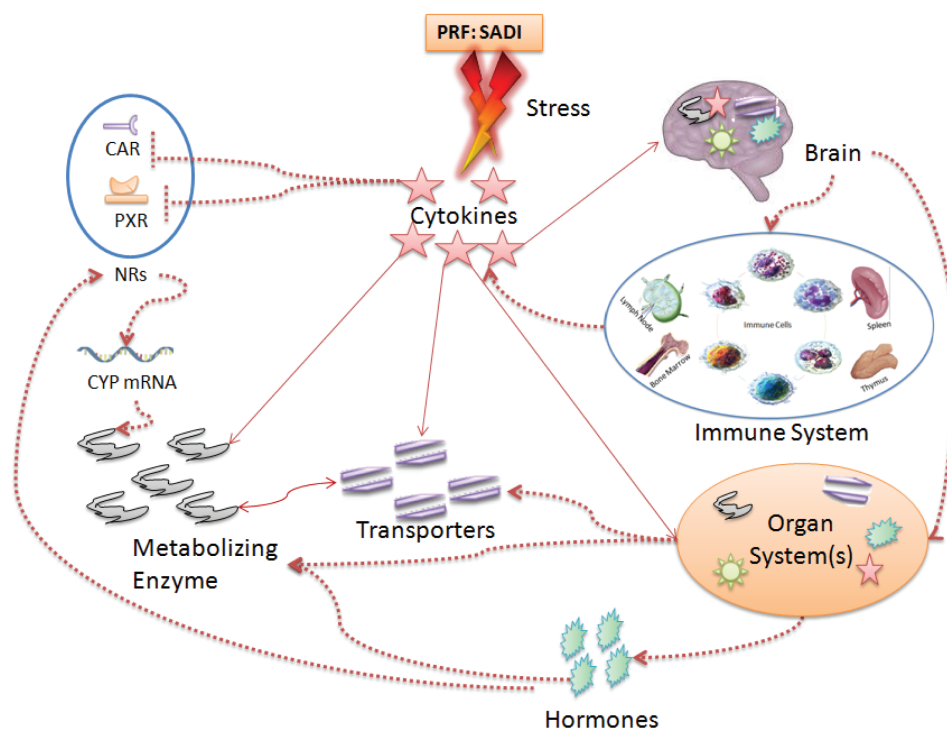 PRF: SADI
Stress
CAR
PXR
NRs
Cytokines
Brain
Lymph Node
Immune Cells
Spleen
Bone Marrow
Thymus
Immune System
CYP mRNA
Metabolizing
Enzyme
Transporters
Organ
System(s)
Hormones